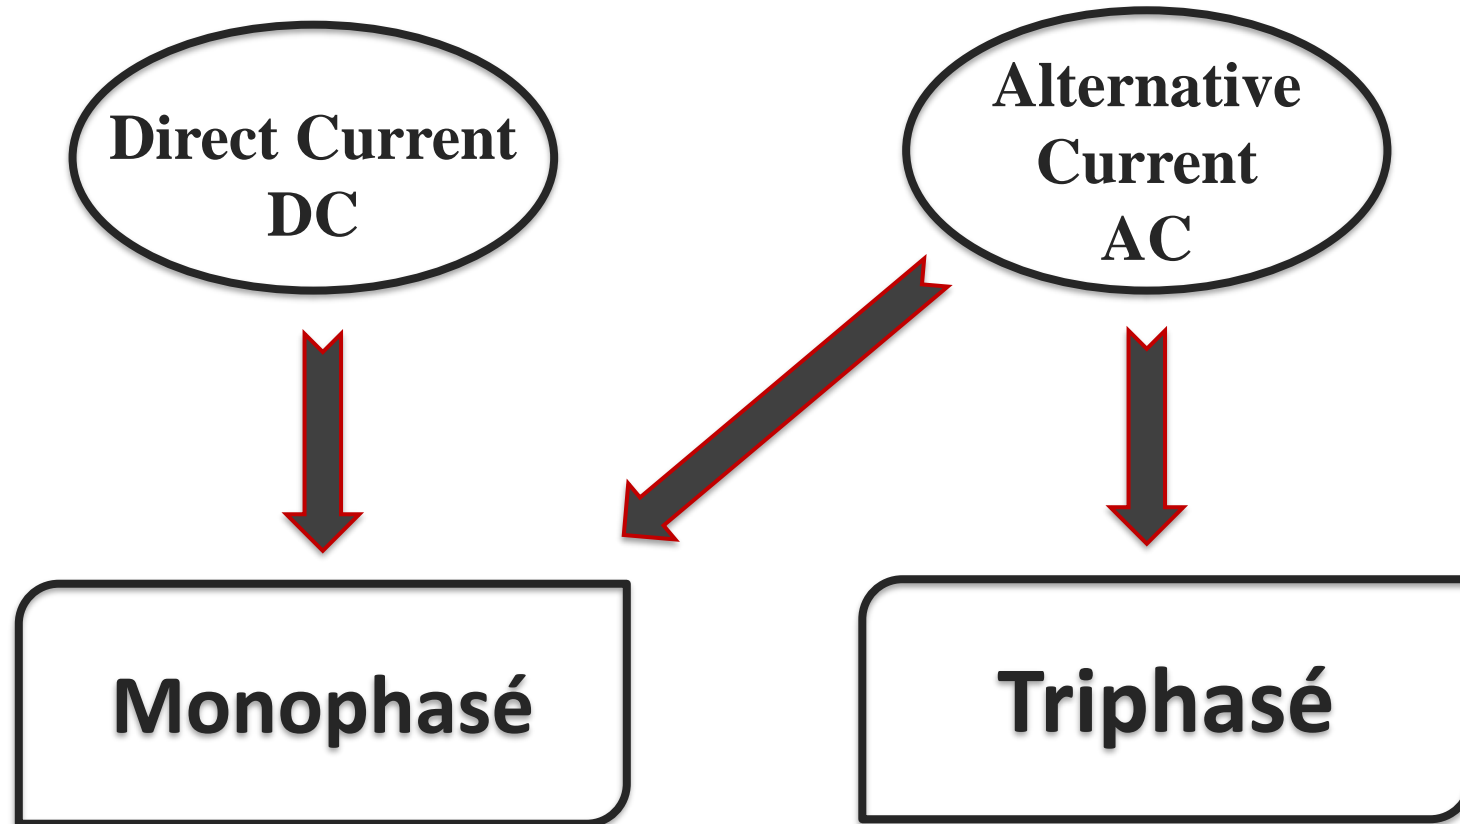 Direct Current
DC
Alternative
Current
AC
Monophasé
Triphasé